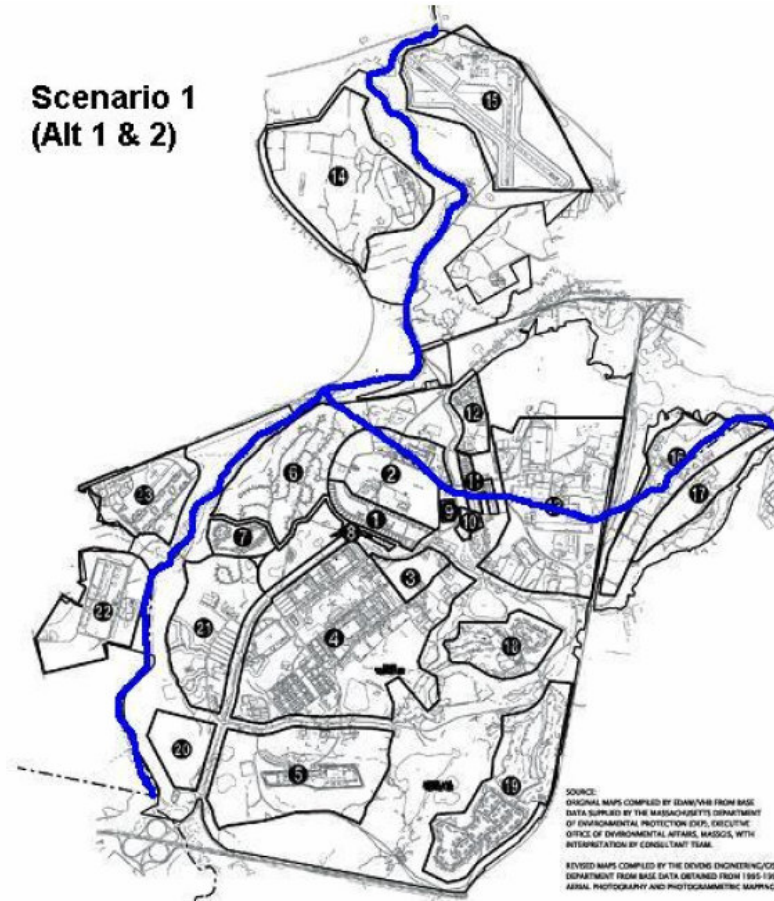 Scenario 1
(Alt 1 & 2)
15
14
12
16
6
2
23
17
9
1
10
7
8
3
22
21
4
18
20
5
19
SOURCE:
ORIGINAL MAPS COMPILED BY EDAW/VHB FROM BASE
DATA SUPPLIED BY THE MASSACHUSETTS DEPARTMENT
OF ENVIRONMENTAL PROTECTION (DEP), EXECUTIVE
OFFICE OF ENVIRONMENTAL AFFAIRS, MASSGIS, WITH
INTERPRETATION BY CONSULTANT TEAM.
REVISED MAPS COMPILED BY THE DEVENS ENGINEERING/GIS
DEPARTMENT FROM BASE DATA OBTAINED FROM
AERIAL PHOTOGRAPHY AND PHOTOGRAMMETRIC MAPPING